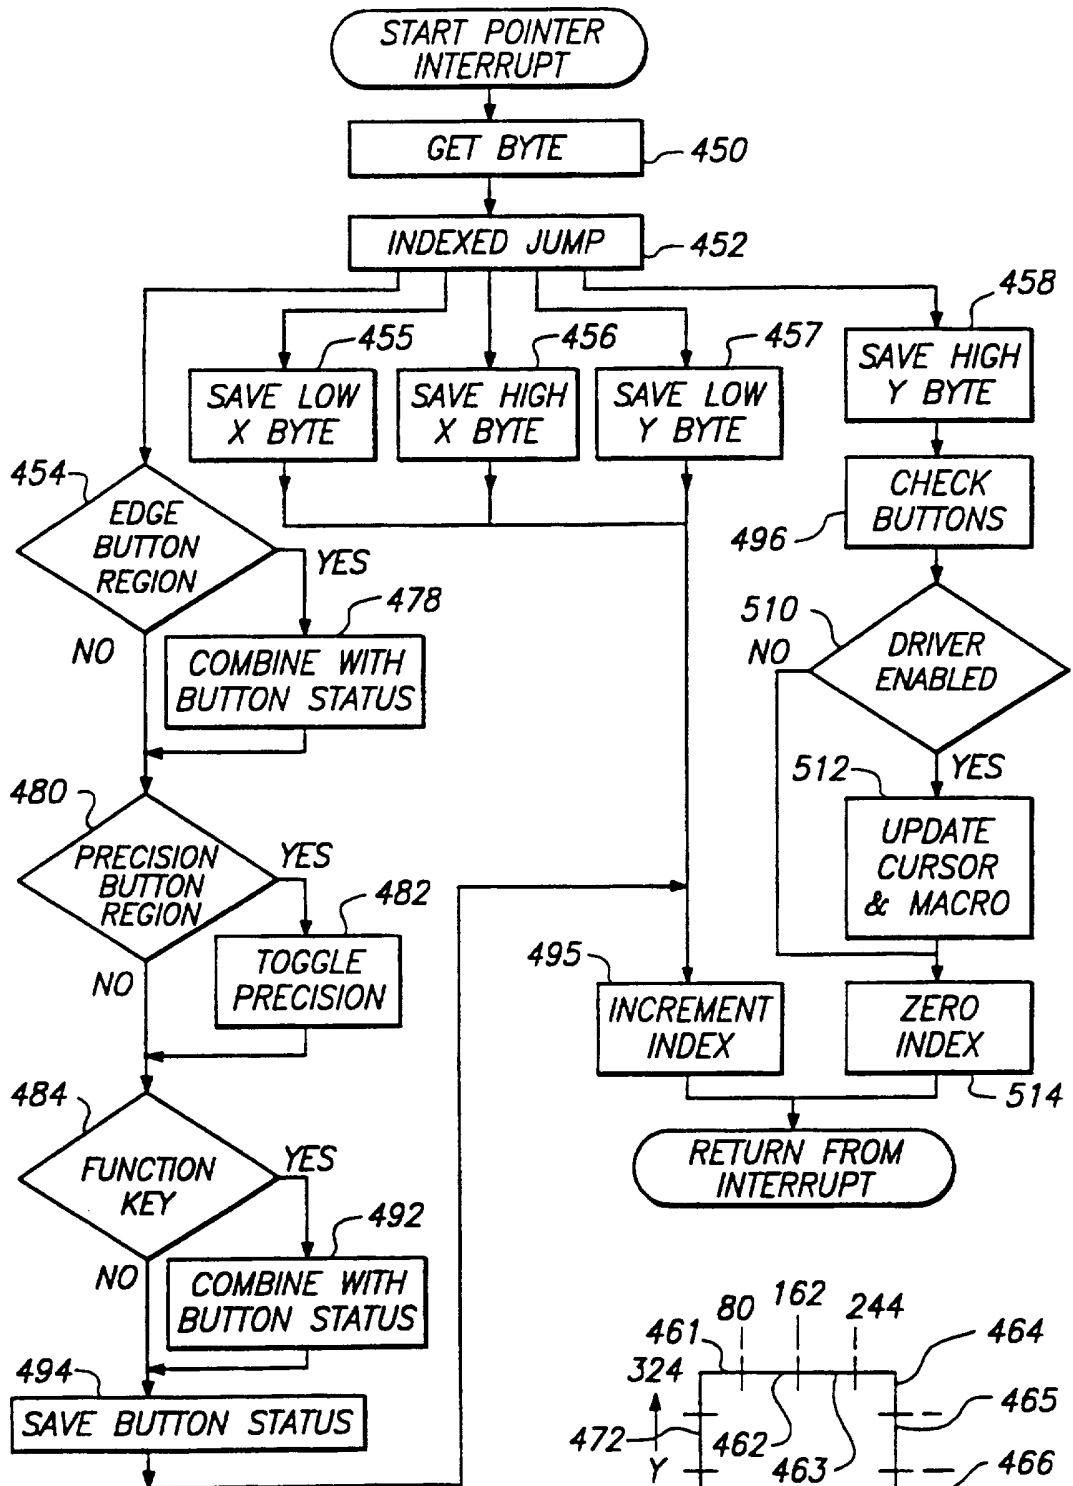 START POINTER
INTERRUPT
GET BYTE
450
INDEXED JUMP
452
458
455
456
457
SAVE LOW
X BYTE
SAVE HIGH
X BYTE
SAVE LOW
Y BYTE
SAVE HIGH
Y BYTE
454
EDGE
BUTTON
REGION
YES
NO
478
COMBINE WITH
BUTTON STATUS
CHECK
BUTTONS
496
510
NO
DRIVER
ENABLED
YES
512
UPDATE
CURSOR
& MACRO
480
PRECISION
BUTTON
REGION
YES
NO
482
TOGGLE
PRECISION
495
INCREMENT
INDEX
ZERO
INDEX
514
RETURN FROM
INTERRUPT
484
FUNCTION
KEY
YES
NO
492
COMBINE WITH
BUTTON STATUS
494
SAVE BUTTON STATUS
80
162
244
461
464
324
465
472
462
463
Y
466